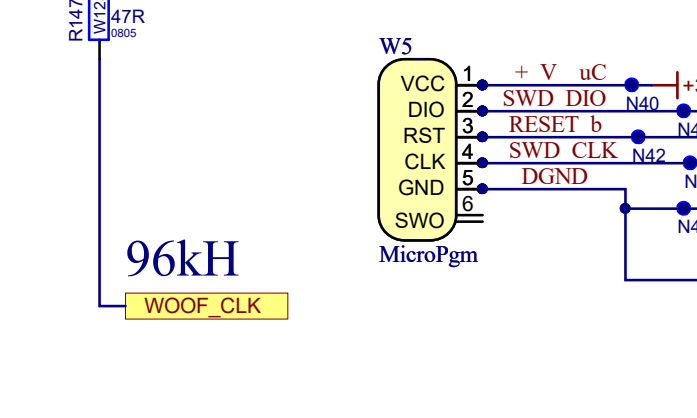 R147
W12
47R
0805
W5
VCC 1 + V uC
DIO 2 SWD DIO N40
RST 3 RESET b
CLK 4 SWD CLK N42
GND 5 DGND
SWO 6
MicroPgm
96kH
WOOF_CLK